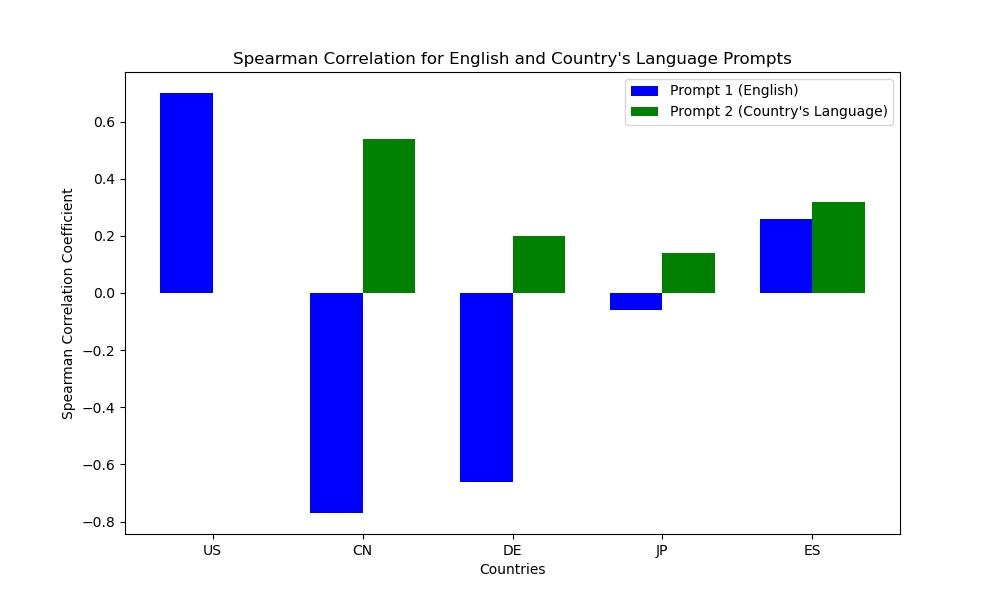 Spearman Correlation for English and Country's Language Prompts
Prompt 1 (English)
Prompt 2 (Country's Language)
Spearman Correlation Coefficient
0.6
0.4
0.2
0.0
−0.2
−0.4
−0.6
−0.8
US CN DE JP ES
Countries